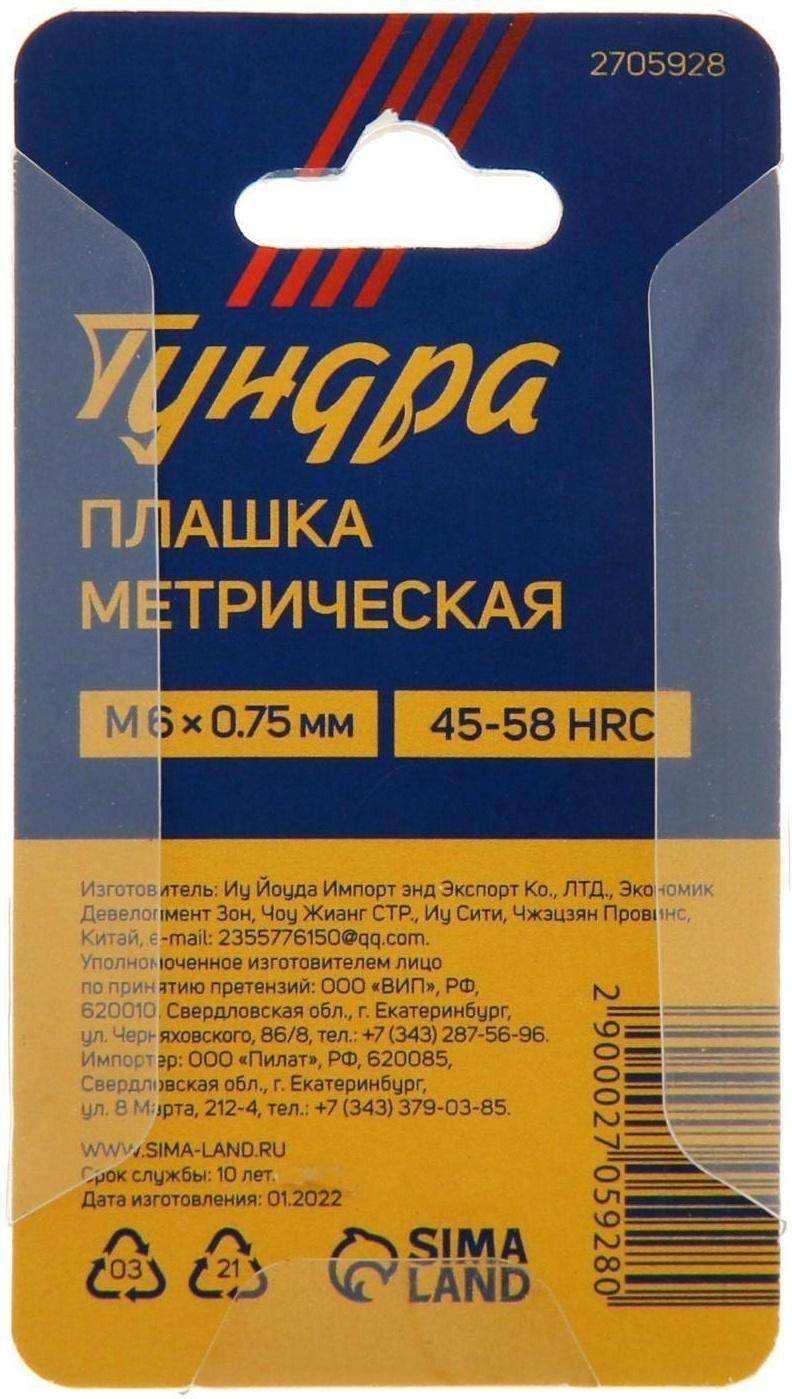 2705928
Тундра
ПЛАШКА
МЕТРИЧЕСКАЯ
М 6 × 0.75 мм
45-58 HRC
Изготовитель: Иу Йоуда Импорт энд Экспорт Ко., ЛТД., Экономик
Девелопмент Зон, Чоу Жианг СТР., Иу Сити, Чжэцзян Провинс,
Китай, e-mail: 2355776150@qq.com.
Уполномоченное изготовителем лицо
по принятию претензий: ООО «ВИП», РФ,
620010, Свердловская обл., г. Екатеринбург,
ул. Черняховского, 86/8, тел.: +7 (343) 287-56-96.
Импортер: ООО «Пилат», РФ, 620085,
Свердловская обл., г. Екатеринбург,
ул. 8 Марта, 212-4, тел.: +7 (343) 379-03-85.
WWW.SIMA-LAND.RU
Срок службы: 10 лет.
Дата изготовления: 01.2022
03
21
SIMA
LAND
2900027059280